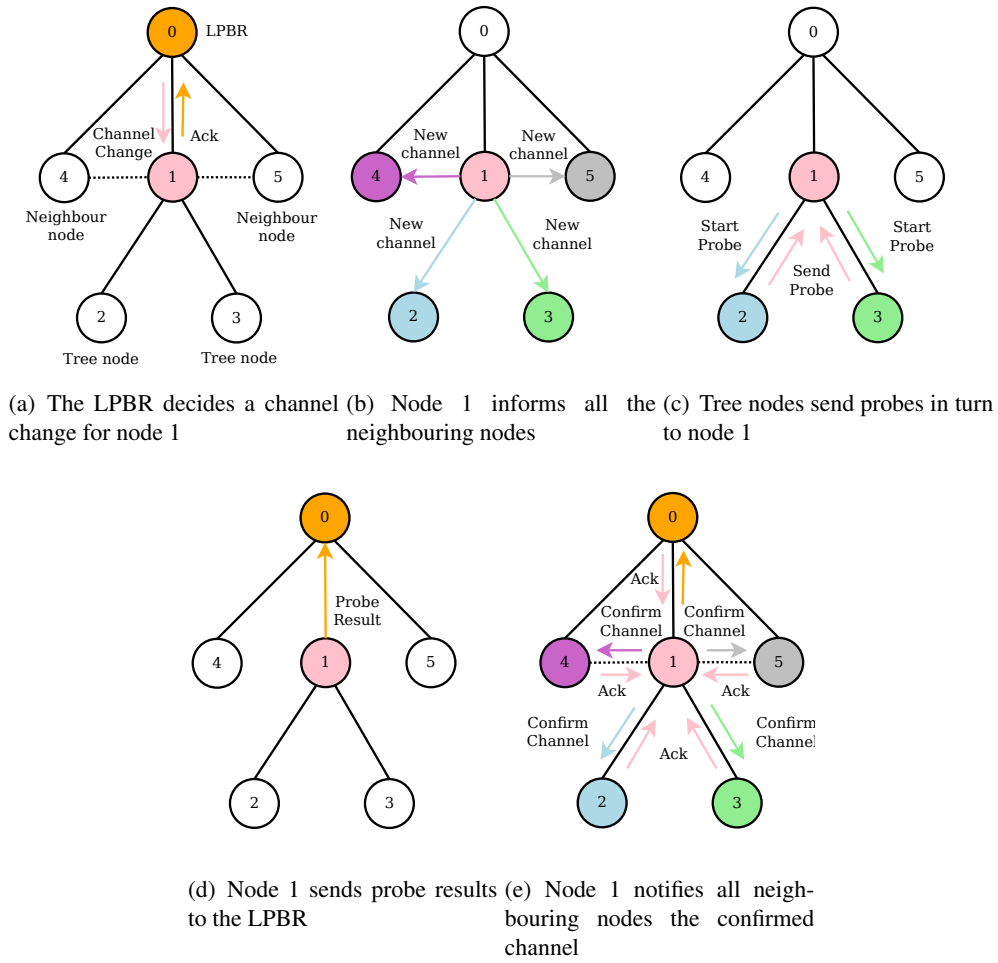 0
LPBR
Channel
Change
Ack
4
1
5
Neighbour
node
Neighbour
node
2
3
Tree node
Tree node
(a) The LPBR decides a channel
change for node 1
0
New
channel
New
channel
4
1
5
New
channel
New
channel
2
3
(b) Node 1 informs all the
neighbouring nodes
0
4
1
5
Start
Probe
Start
Probe
Send
Probe
2
3
(c) Tree nodes send probes in turn
to node 1
0
Probe
Result
4
1
5
2
3
(d) Node 1 sends probe results
to the LPBR
0
Ack
Confirm
Channel
Confirm
Channel
4
1
5
Ack
Ack
Confirm
Channel
Confirm
Channel
Ack
2
3
(e) Node 1 notifies all neigh-
bouring nodes the confirmed
channel